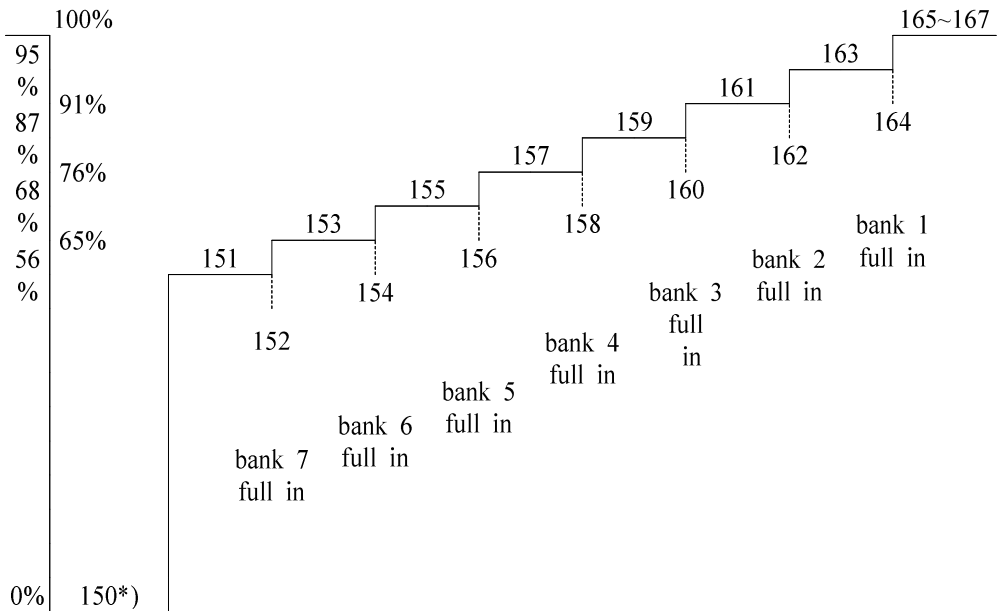 100%
165~167
95
%
163
91%
161
87
%
164
159
162
76%
157
160
68
%
155
158
65%
153
156
bank 1
full in
56
%
151
154
bank 2
full in
152
bank 3
full
in
bank 4
full in
bank 5
full in
bank 6
full in
bank 7
full in
0%
150*)